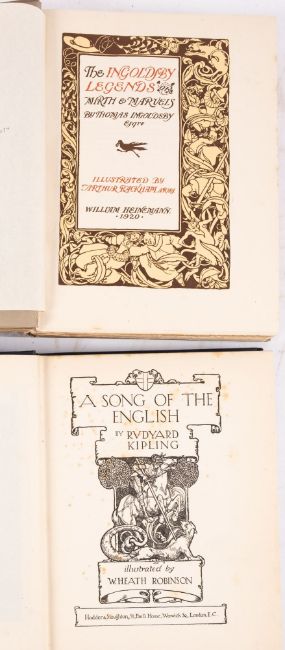 The INGOLDSBY
LEGENDS OR
MIRTH & MARVELS
BY THOMAS INGOLDSBY
Esqre
ILLUSTRATED BY
ARTHUR RACKHAM. A.R.W.S
WILLIAM HEINEMANN.
·1920·
A SONG OF THE
ENGLISH
BY RVDYARD
KIPLING
illustrated by
W. HEATH ROBINSON
Hodder & Stoughton, St. Paul's House, Warwick Sq., London, E.C.